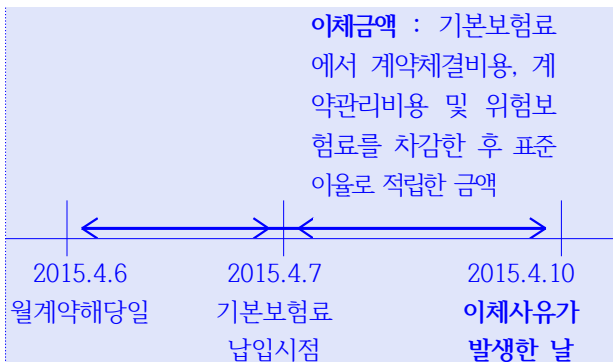 이체금액 : 기본보험료
에서 계약체결비용, 계
약관리비용 및 위험보
험료를 차감한 후 표준
이율로 적립한 금액
2015.4.6 2015.4.7 2015.4.10
월계약해당일 기본보험료 이체사유가
납입시점 발생한 날